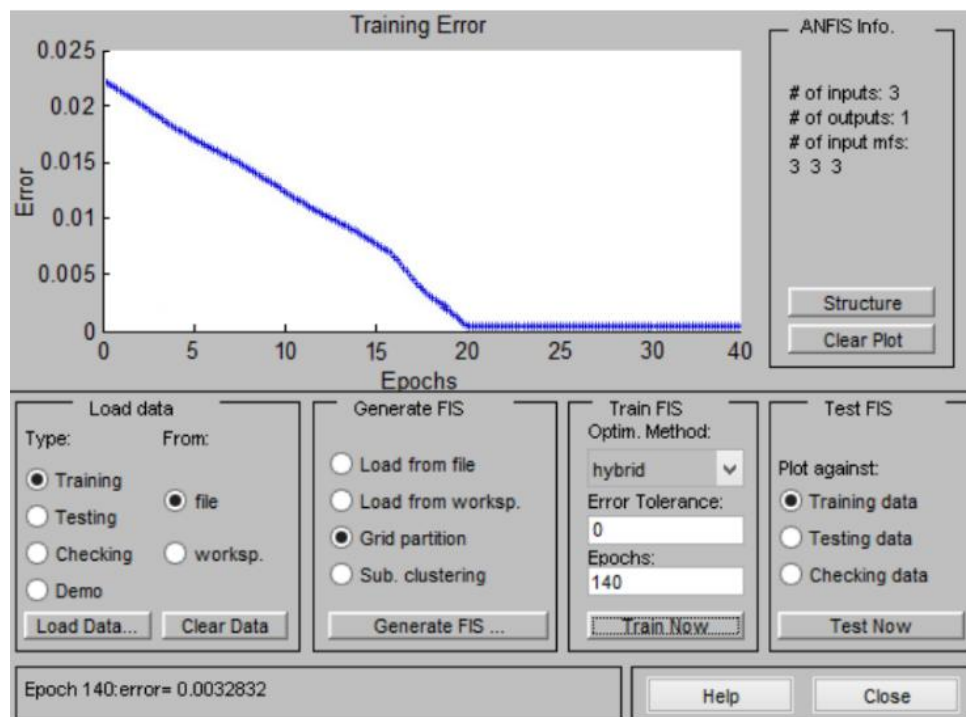 Training Error
0.025
0.02
0.015
0.01
0.005
0
Error
0 5 10 15 20 25 30 35 40
Epochs
ANFIS Info.
# of inputs: 3
# of outputs: 1
# of input mfs:
3 3 3
Structure
Clear Plot
Load data
Type: From:
Training
Testing
Checking
Demo
file
worksp.
Load Data... Clear Data
Generate FIS
Load from file
Load from worksp.
Grid partition
Sub. clustering
Generate FIS ...
Train FIS
Optim. Method:
hybrid
Error Tolerance:
0
Epochs:
140
Train Now
Test FIS
Plot against:
Training data
Testing data
Checking data
Test Now
Epoch 140:error= 0.0032832
Help Close